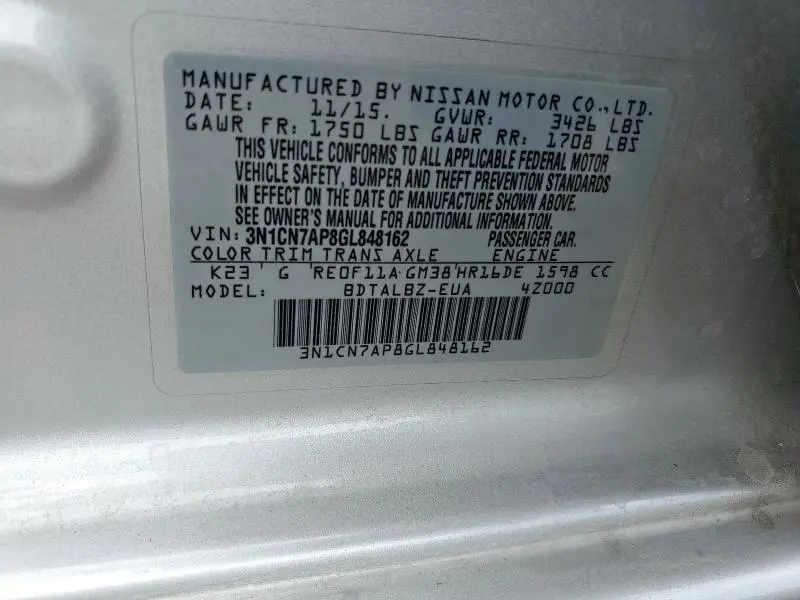 MANUFACTURED BY NISSAN MOTOR CO., LTD.
DATE: 11/15. GVWR: 3426 LBS
GAWR FR: 1750 LBS GAWR RR: 1708 LBS
THIS VEHICLE CONFORMS TO ALL APPLICABLE FEDERAL MOTOR
VEHICLE SAFETY, BUMPER AND THEFT PREVENTION STANDARDS
IN EFFECT ON THE DATE OF MANUFACTURE SHOWN ABOVE.
SEE OWNER'S MANUAL FOR ADDITIONAL INFORMATION.
VIN: 3N1CN7AP8GL848162 PASSENGER CAR.
COLOR TRIM TRANS AXLE ENGINE
K23 G RE0F11A GM38 HR16DE 1598 CC
MODEL: BDTALBZ-EUA 4Z000
3N1CN7AP8GL848162